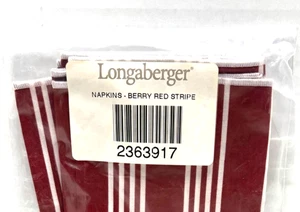 Longaberger®
NAPKINS - BERRY RED STRIPE
2363917